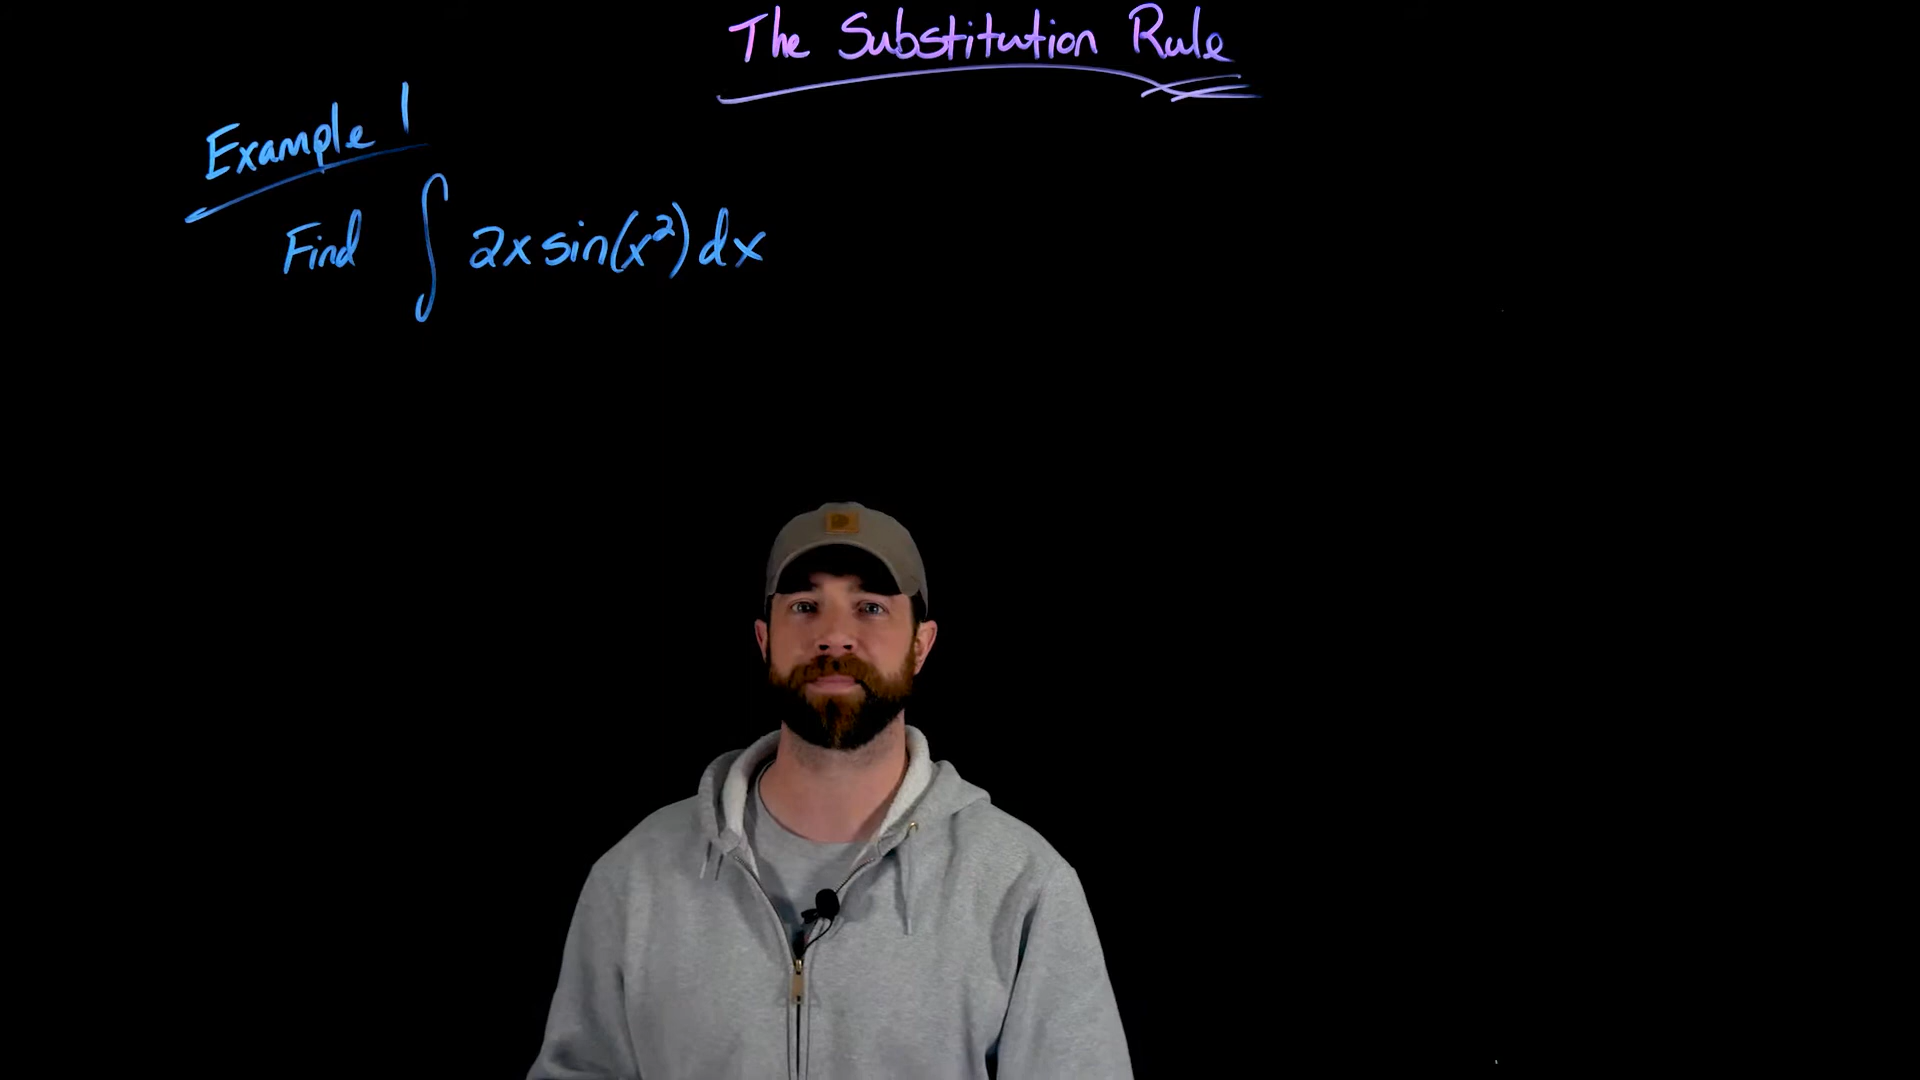 The Substitution Rule
Example 1
Find ∫ 2x sin(x²) dx